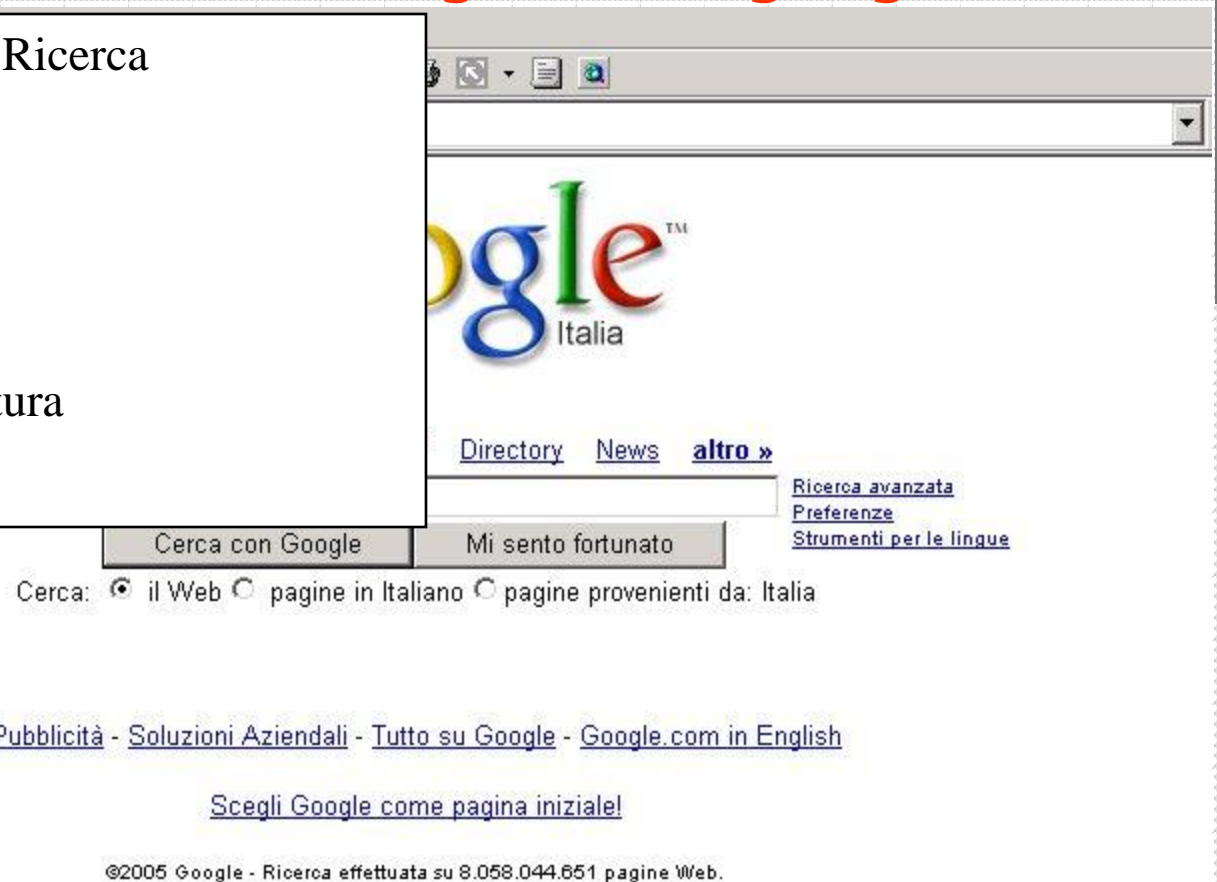 Ricerca
Italia
Directory News altro »
Ricerca avanzata
Preferenze
Strumenti per le lingue
Cerca con Google Mi sento fortunato
Cerca: il Web pagine in Italiano pagine provenienti da: Italia
Pubblicità - Soluzioni Aziendali - Tutto su Google - Google.com in English
Scegli Google come pagina iniziale!
©2005 Google - Ricerca effettuata su 8.058.044.651 pagine Web.